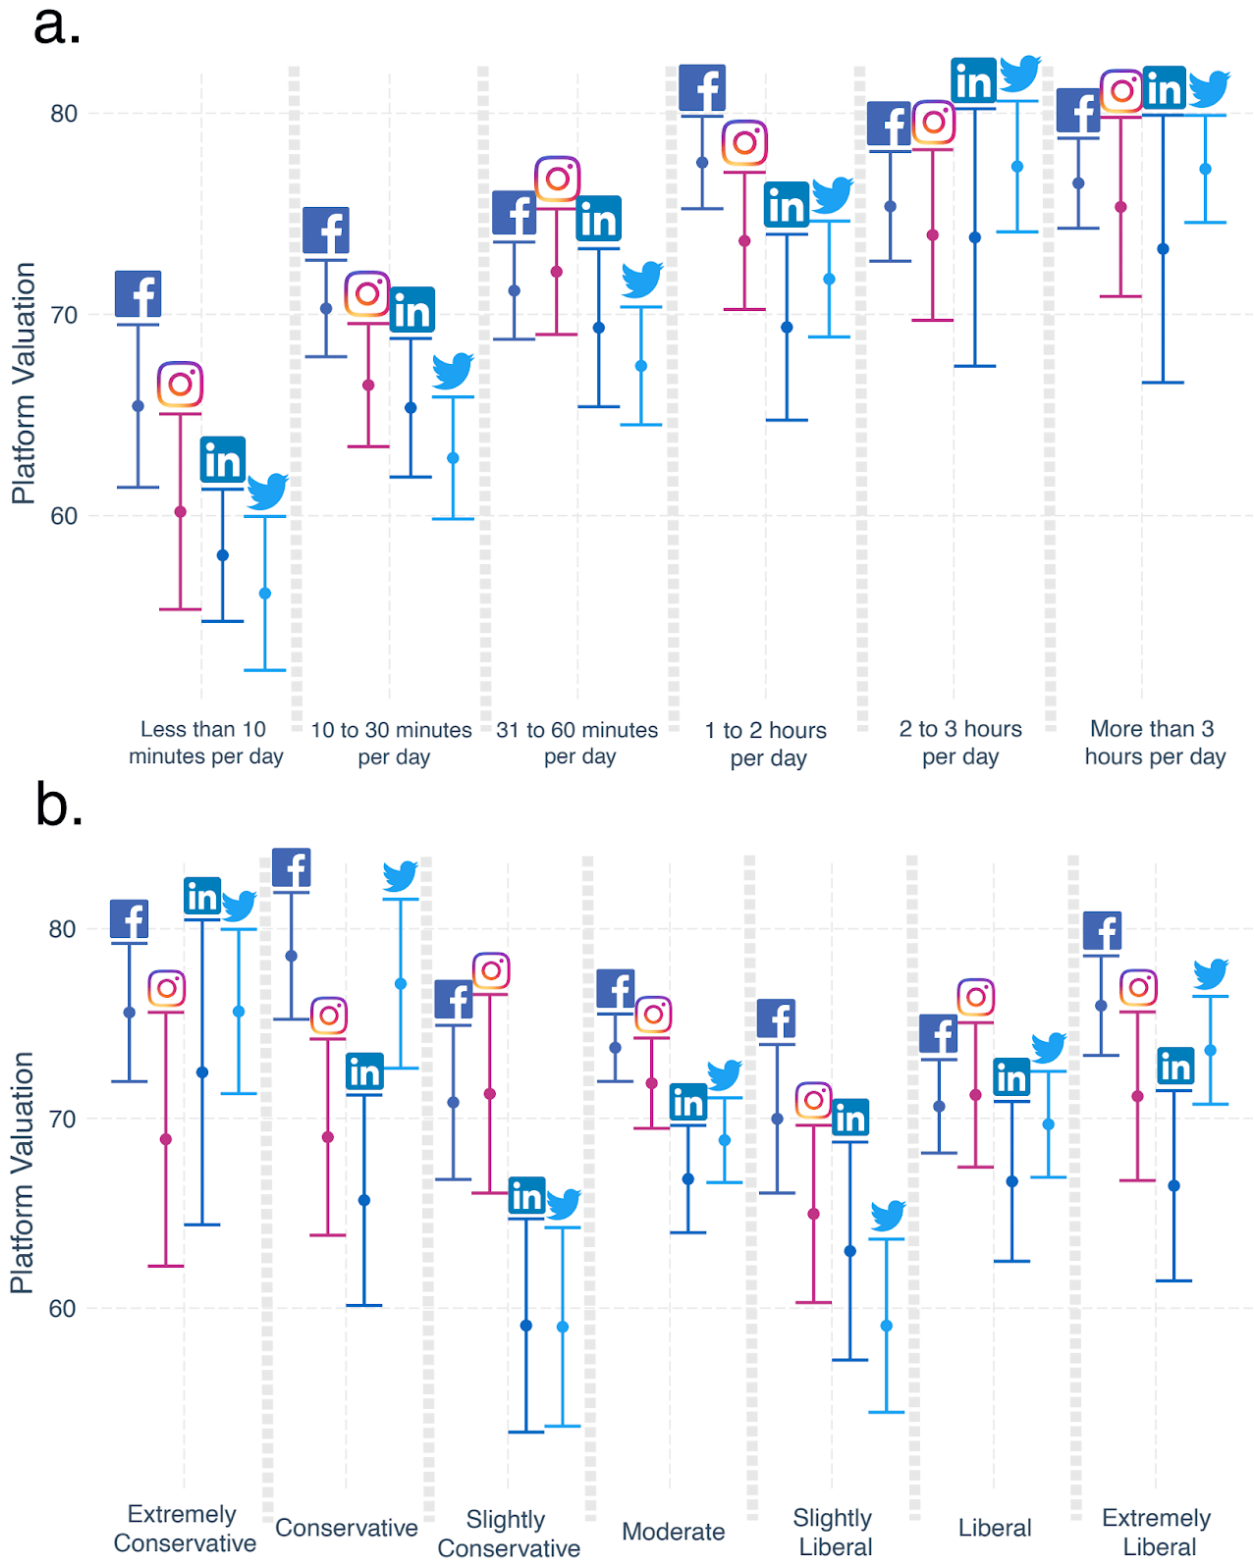 a.
Platform Valuation
80
70
60
Less than 10
minutes per day
10 to 30 minutes
per day
31 to 60 minutes
per day
1 to 2 hours
per day
2 to 3 hours
per day
More than 3
hours per day
b.
Platform Valuation
80
70
60
Extremely
Conservative
Conservative
Slightly
Conservative
Moderate
Slightly
Liberal
Liberal
Extremely
Liberal